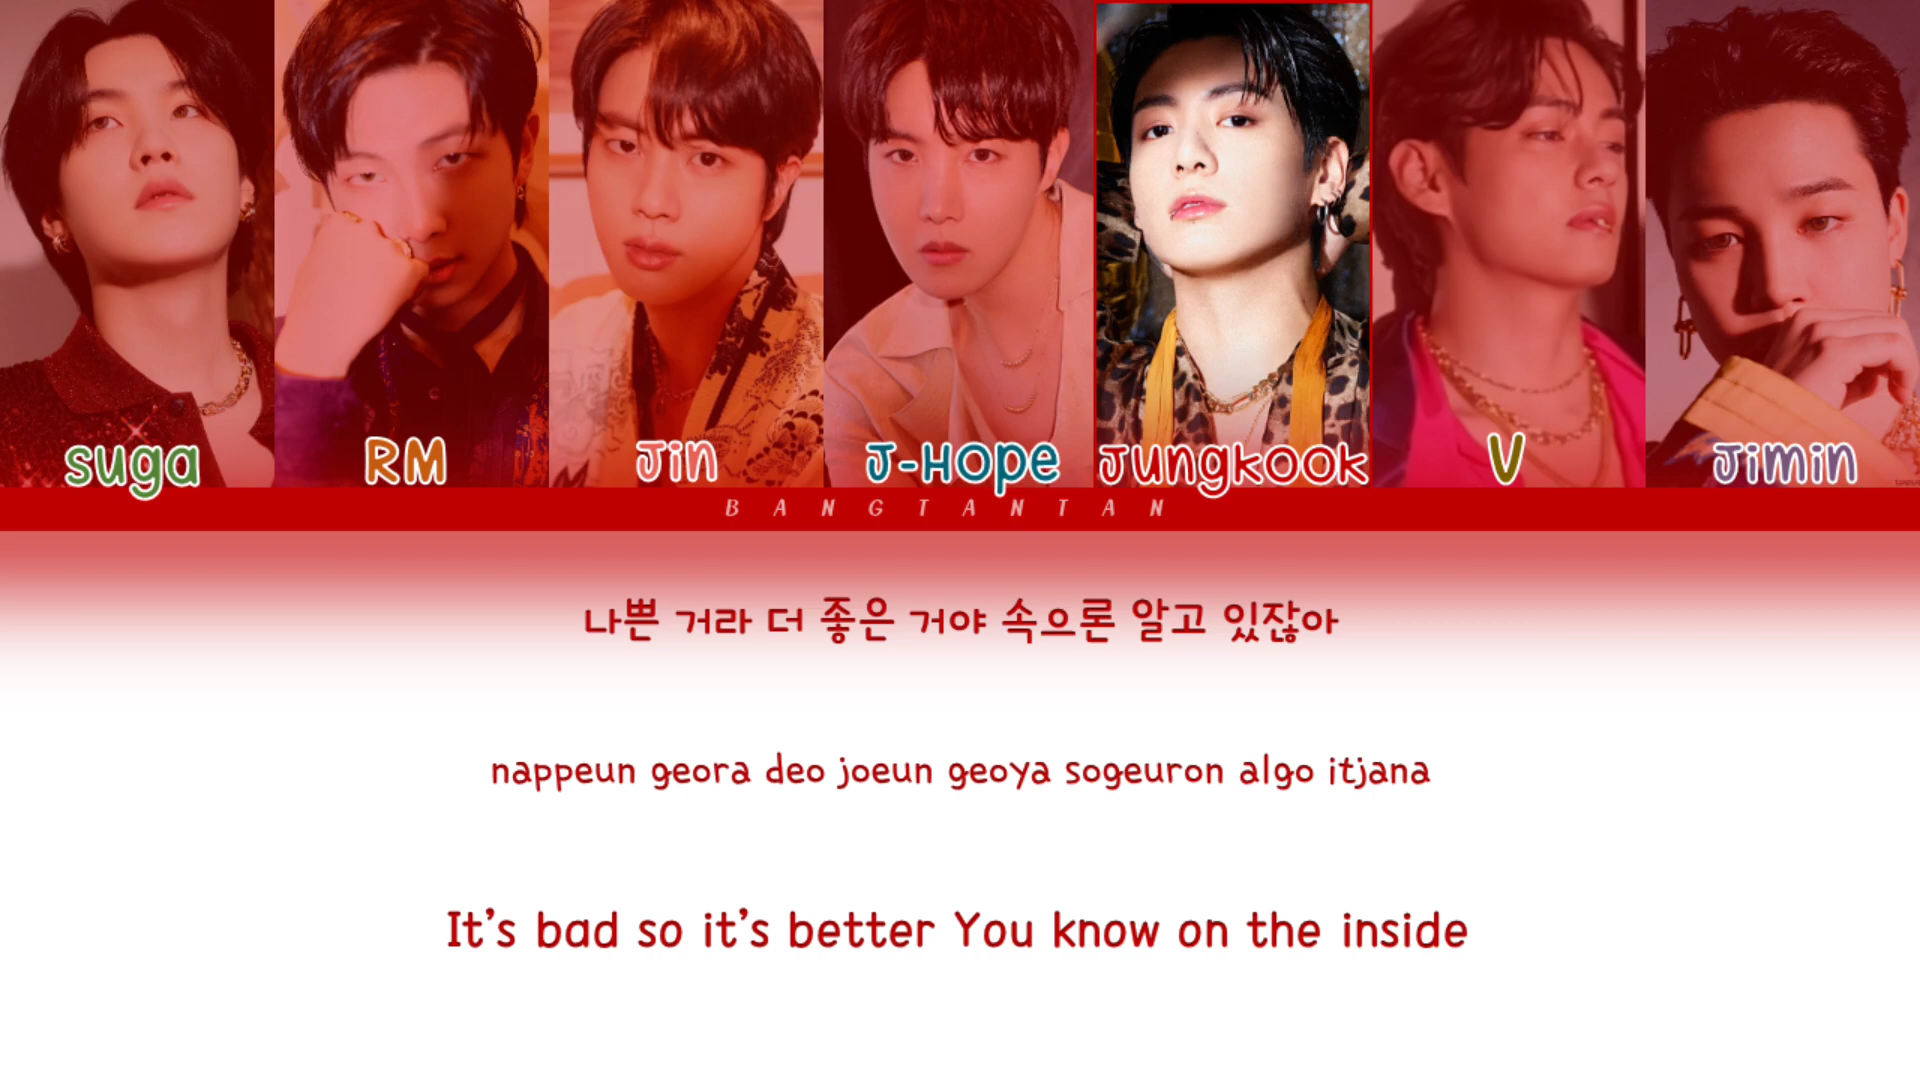 suga RM Jin J-Hope Jungkook V Jimin
BANGTANTAN
나쁜 거라 더 좋은 거야 속으론 알고 있잖아
nappeun geora deo joeun geoya sogeuron algo itjana
It's bad so it's better You know on the inside